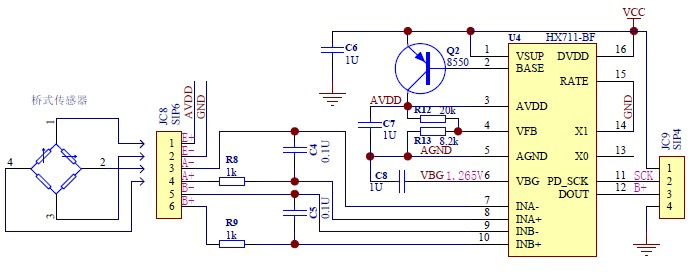 VCC
U4
HX711-BF
C6
1U
Q2
8550
1
VSUP
DVDD
16
2
BASE
RATE
15
桥式传感器
JC8
SIP6
AVDD
GND
AVDD
R12
20k
3
AVDD
GND
JC9
SIP4
C7
1U
4
VFB
X1
14
R13
8.2k
AGND
5
AGND
X0
13
1
4
2
3
1
2
3
4
5
6
E+
E-
A-
A+
B-
B+
R8
1k
C4
0.1U
C8
1U
VBG
1.265V
6
VBG
PD_SCK
11
SCK
DOUT
12
B+
1
2
3
4
7
INA-
8
INA+
9
INB-
10
INB+
C5
0.1U
R9
1k